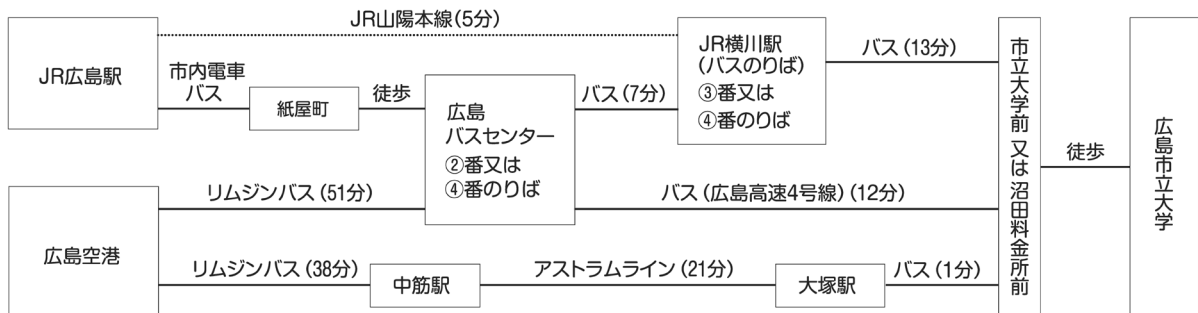 JR山陽本線(5分)
JR広島駅
市内電車
バス
紙屋町
徒歩
広島
バスセンター
②番又は
④番のりば
バス(7分)
JR横川駅
(バスのりば)
③番又は
④番のりば
バス(13分)
広島空港
リムジンバス(51分)
バス(広島高速4号線)(12分)
リムジンバス(38分)
中筋駅
アストラムライン(21分)
大塚駅
バス(1分)
市立大学前 又は 沼田料金所前
徒歩
広島市立大学